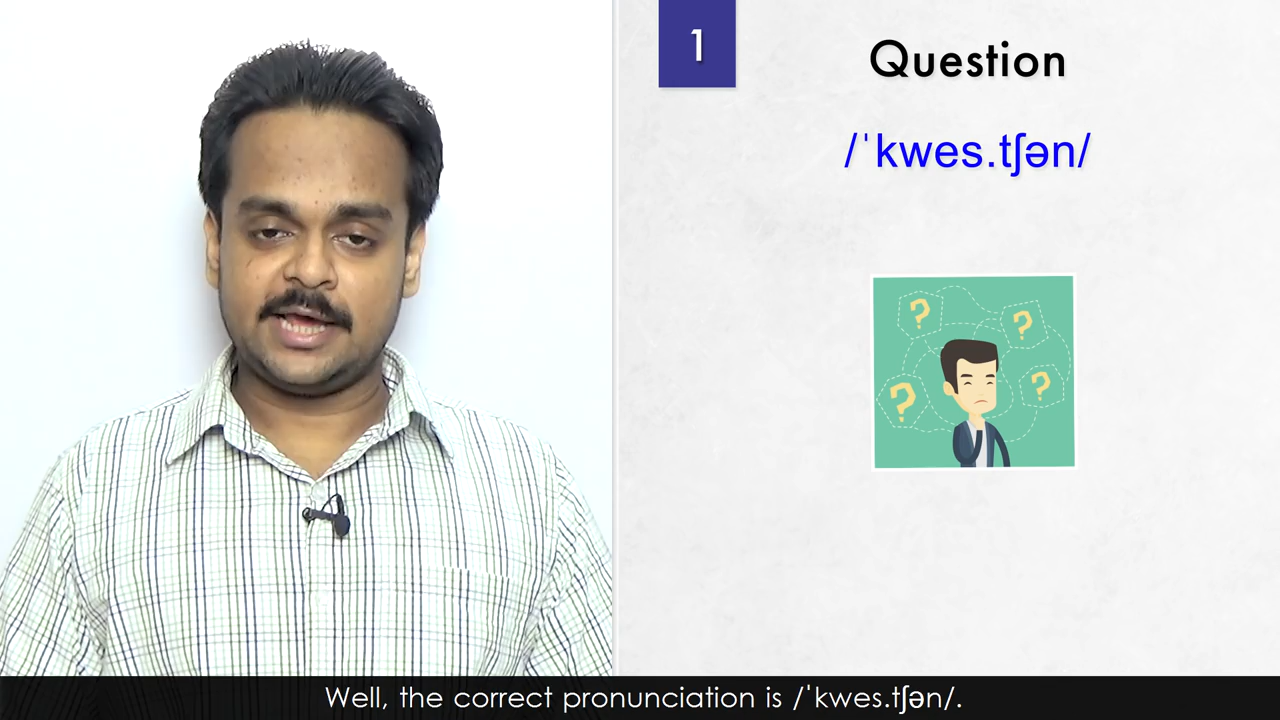 1
Question
/ˈkwes.tʃən/
?
?
?
?
Well, the correct pronunciation is /ˈkwes.tʃən/.